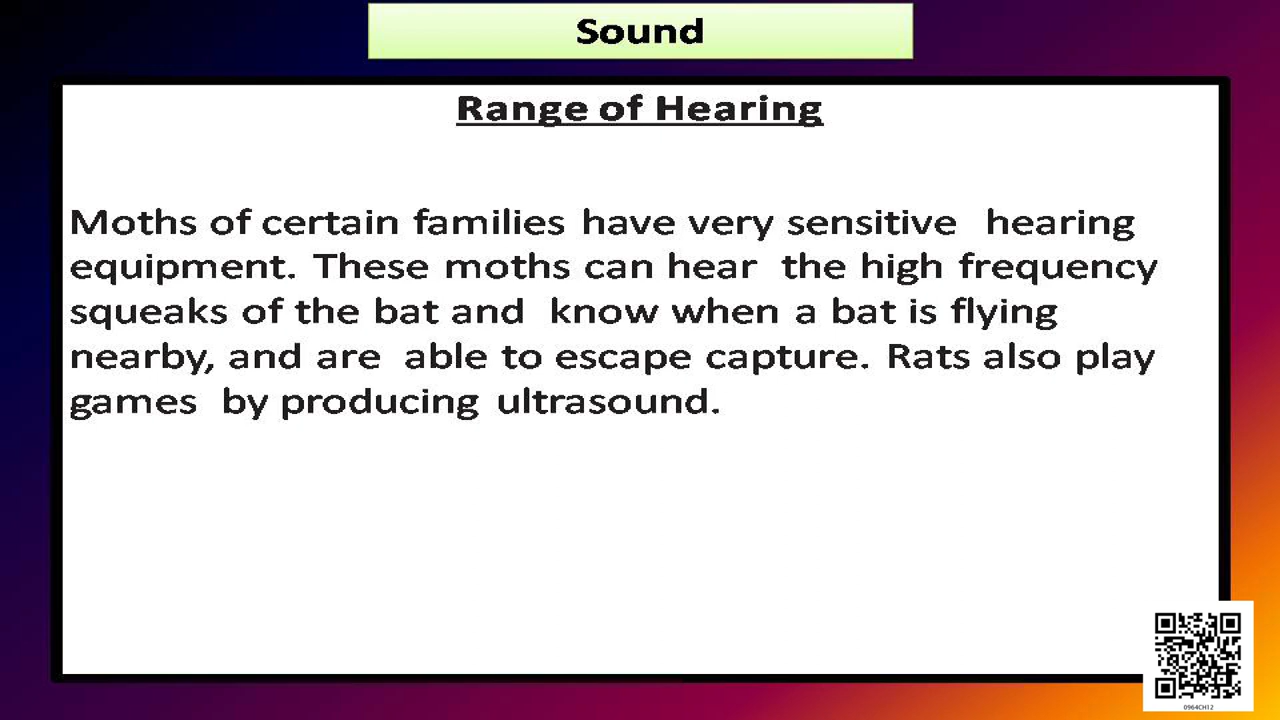 Sound
Range of Hearing
Moths of certain families have very sensitive hearing
equipment. These moths can hear the high frequency
squeaks of the bat and know when a bat is flying
nearby, and are able to escape capture. Rats also play
games by producing ultrasound.
0964CH12